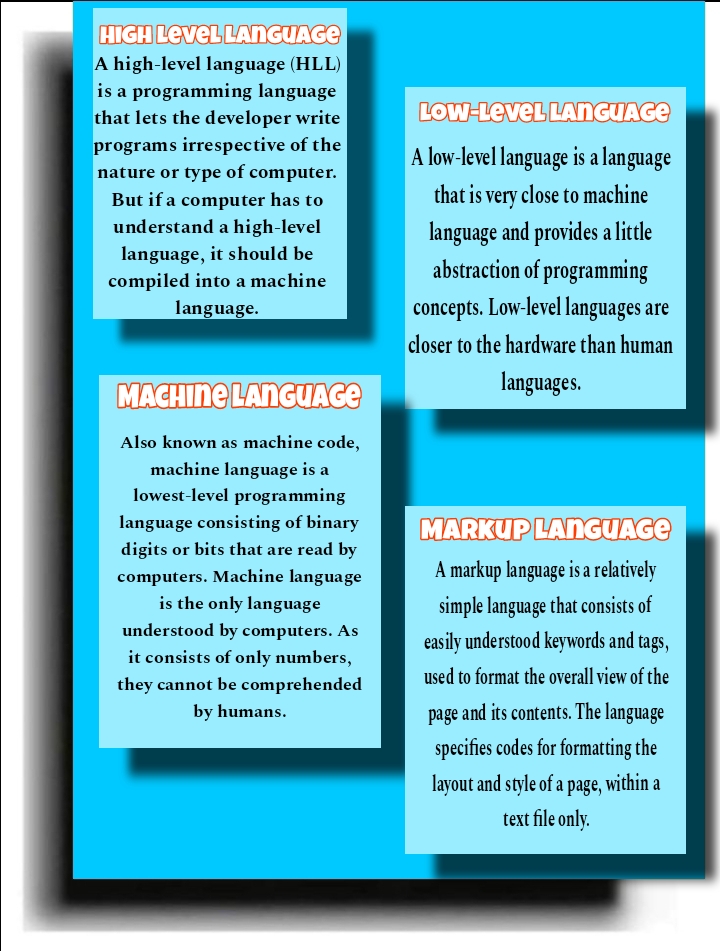 HIGH LEVEL LANGUAGE
A high-level language (HLL)
is a programming language
that lets the developer write
programs irrespective of the
nature or type of computer.
But if a computer has to
understand a high-level
language, it should be
compiled into a machine
language.
LOW-LEVEL LANGUAGE
A low-level language is a language
that is very close to machine
language and provides a little
abstraction of programming
concepts. Low-level languages are
closer to the hardware than human
languages.
MACHINE LANGUAGE
Also known as machine code,
machine language is a
lowest-level programming
language consisting of binary
digits or bits that are read by
computers. Machine language
is the only language
understood by computers. As
it consists of only numbers,
they cannot be comprehended
by humans.
MARKUP LANGUAGE
A markup language is a relatively
simple language that consists of
easily understood keywords and tags,
used to format the overall view of the
page and its contents. The language
specifies codes for formatting the
layout and style of a page, within a
text file only.